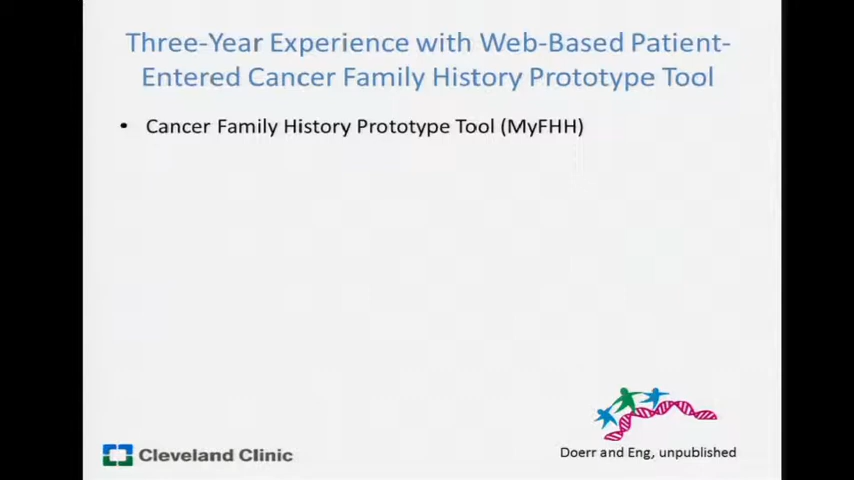 Three-Year Experience with Web-Based Patient-
Entered Cancer Family History Prototype Tool
• Cancer Family History Prototype Tool (MyFHH)
Cleveland Clinic
Doerr and Eng, unpublished